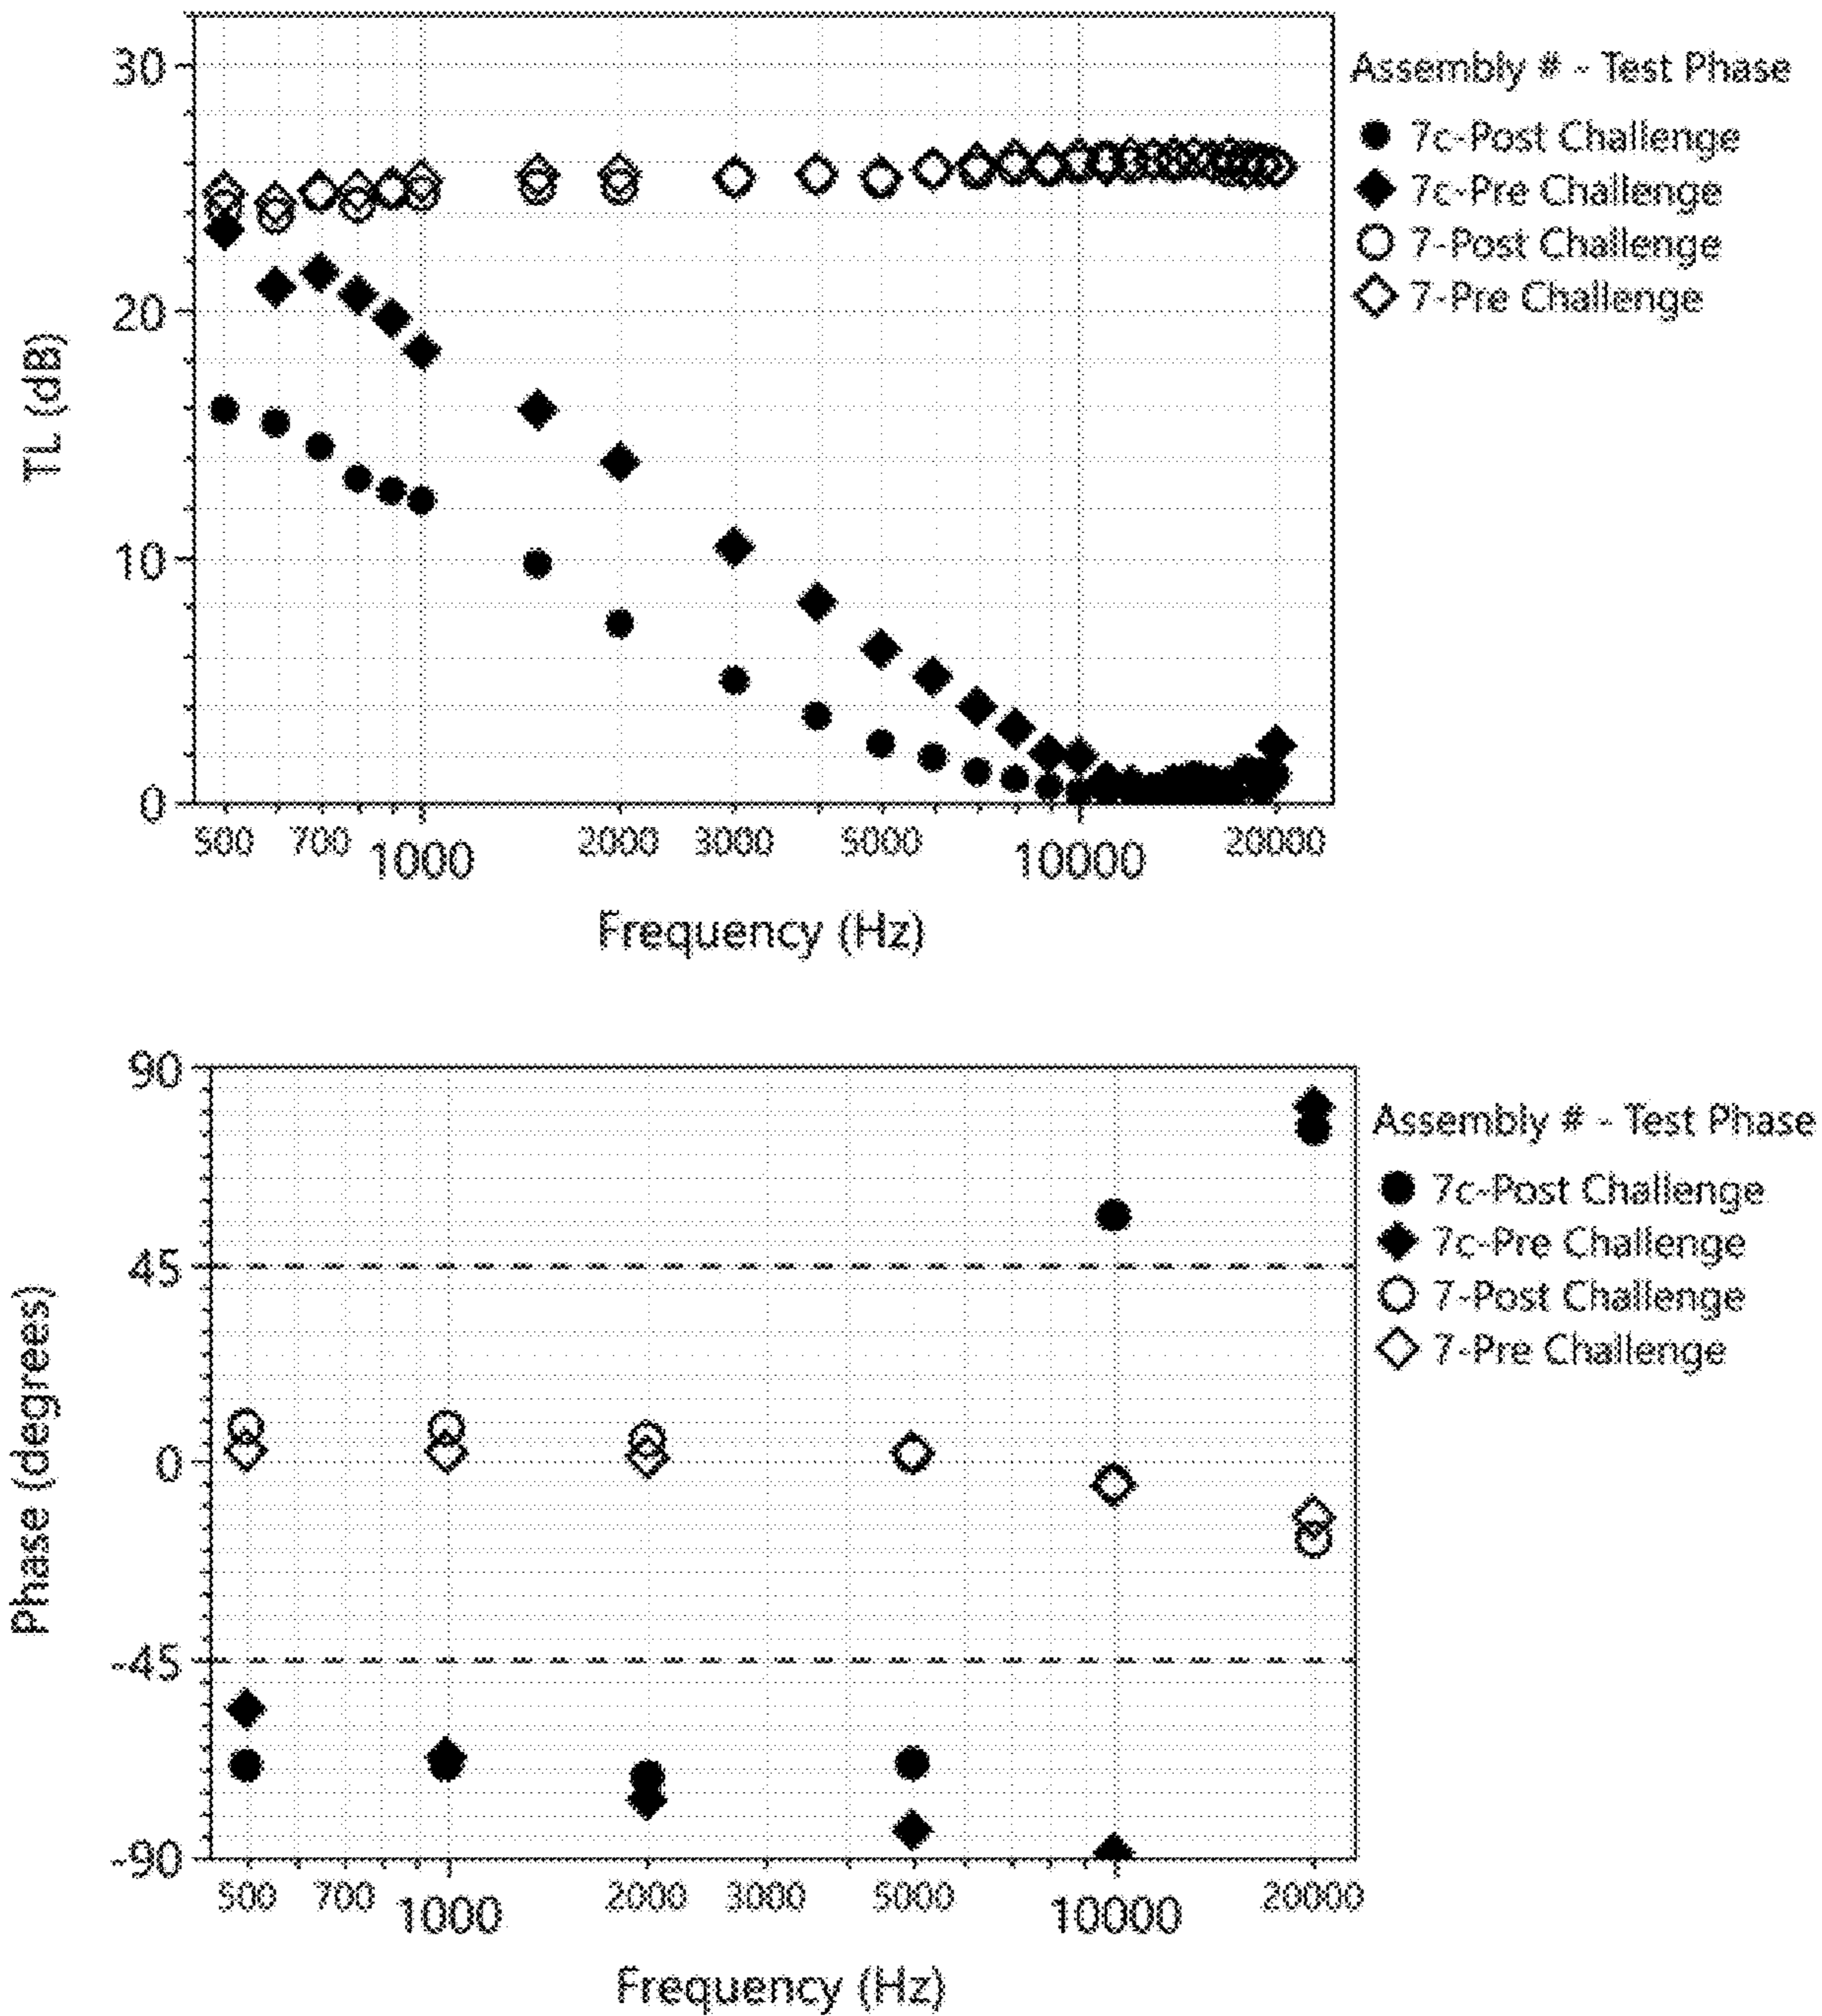 30
20
10
0
TL (dB)
500 700 1000 2000 3000 5000 10000 20000
Frequency (Hz)
Assembly # - Test Phase
7c-Post Challenge
7c-Pre Challenge
7-Post Challenge
7-Pre Challenge
90
45
0
-45
-90
Phase (degrees)
500 700 1000 2000 3000 5000 10000 20000
Frequency (Hz)
Assembly # - Test Phase
7c-Post Challenge
7c-Pre Challenge
7-Post Challenge
7-Pre Challenge